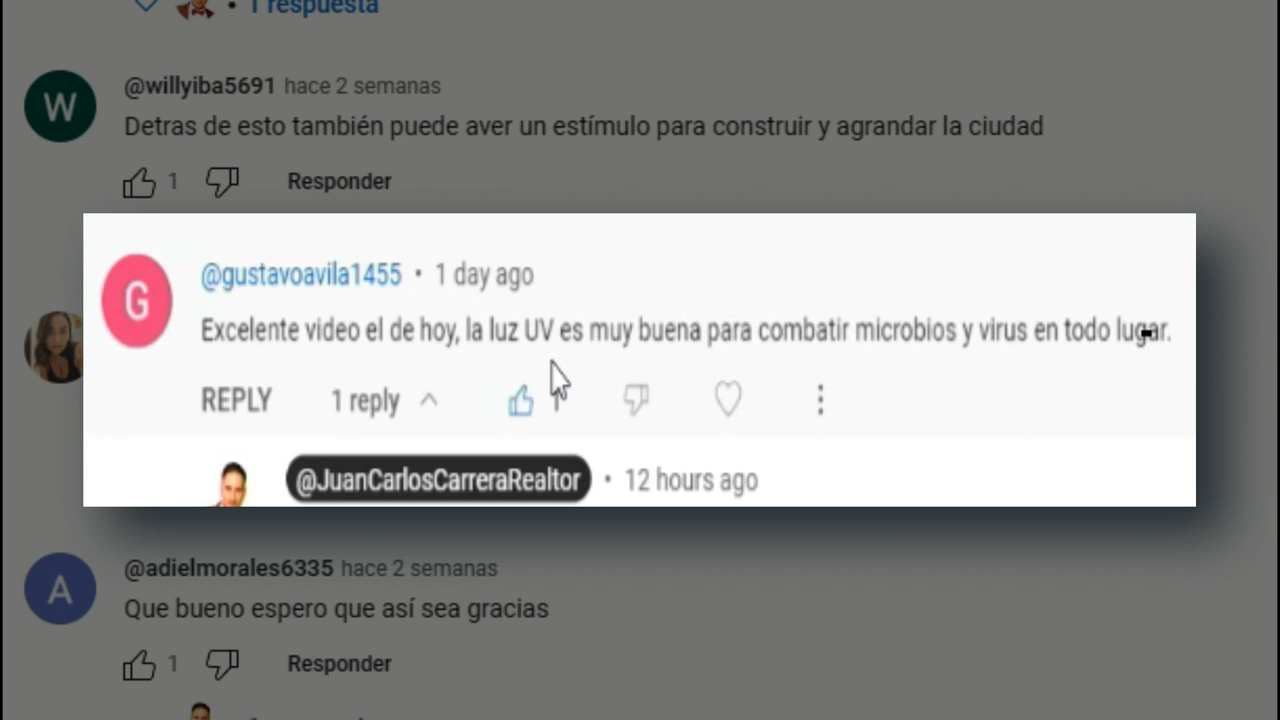 1 respuesta
W
@willyiba5691 hace 2 semanas
Detras de esto también puede aver un estímulo para construir y agrandar la ciudad
1 Responder
G
@gustavoavila1455 • 1 day ago
Excelente video el de hoy, la luz UV es muy buena para combatir microbios y virus en todo lugar.
REPLY 1 reply 1
@JuanCarlosCarreraRealtor • 12 hours ago
A
@adielmorales6335 hace 2 semanas
Que bueno espero que así sea gracias
1 Responder